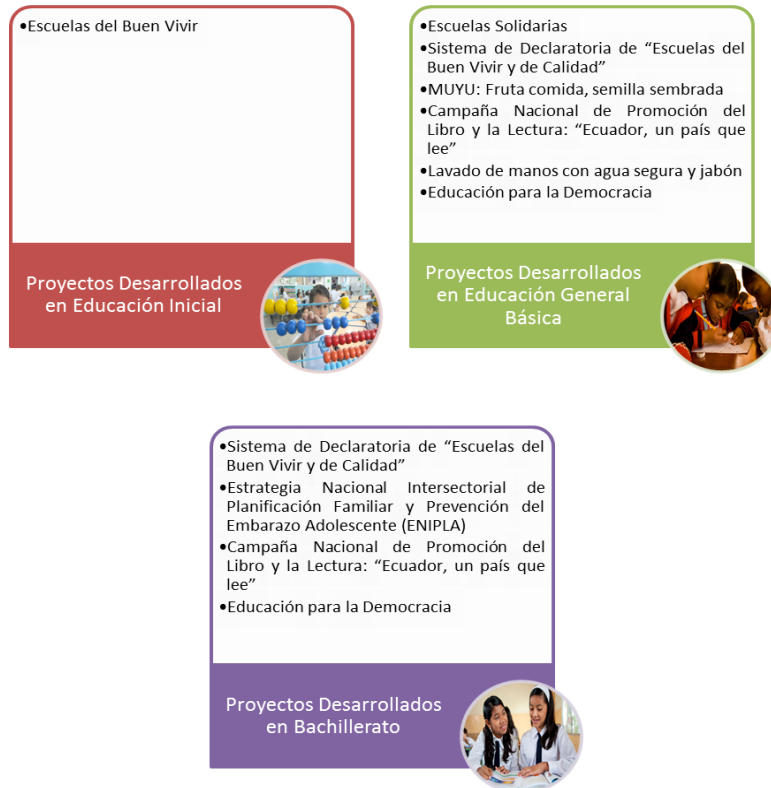 •Escuelas del Buen Vivir
Proyectos Desarrollados
en Educación Inicial
•Escuelas Solidarias
•Sistema de Declaratoria de “Escuelas del
Buen Vivir y de Calidad”
•MUYU: Fruta comida, semilla sembrada
•Campaña Nacional de Promoción del
Libro y la Lectura: “Ecuador, un país que
lee”
•Lavado de manos con agua segura y jabón
•Educación para la Democracia
Proyectos Desarrollados
en Educación General
Básica
•Sistema de Declaratoria de “Escuelas del
Buen Vivir y de Calidad”
•Estrategia Nacional Intersectorial de
Planificación Familiar y Prevención del
Embarazo Adolescente (ENIPLA)
•Campaña Nacional de Promoción del
Libro y la Lectura: “Ecuador, un país que
lee”
•Educación para la Democracia
Proyectos Desarrollados
en Bachillerato